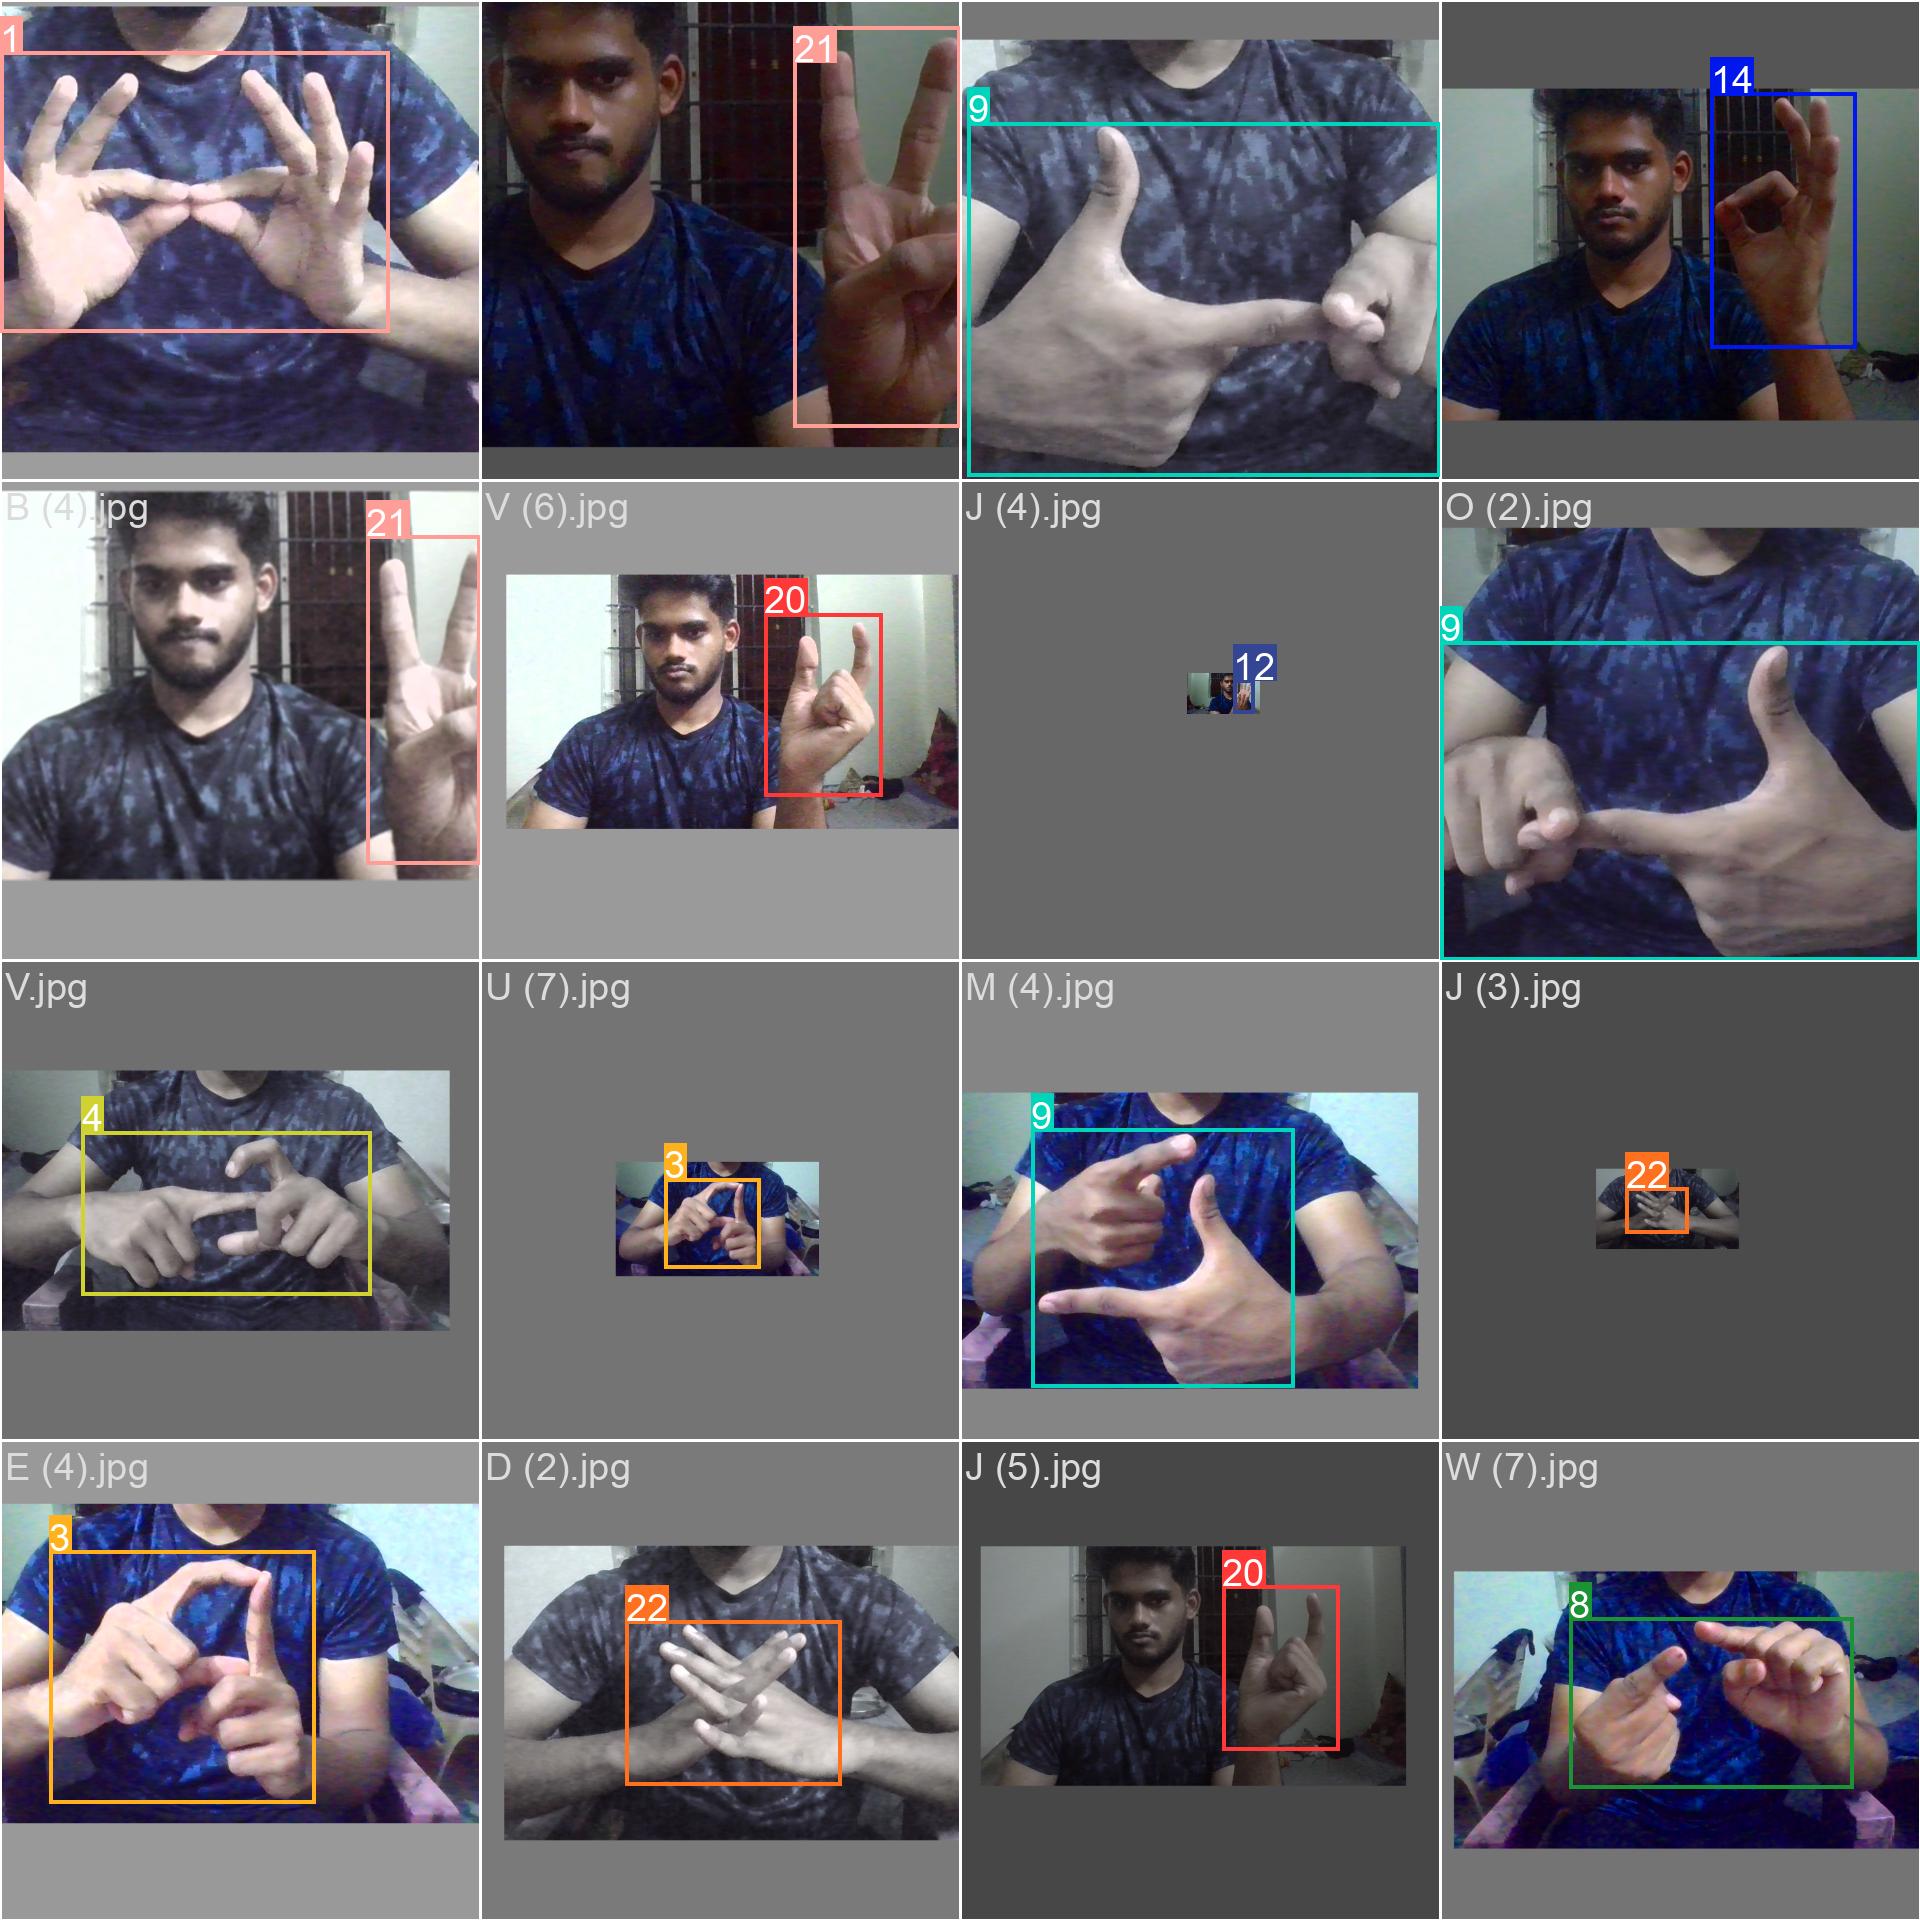 1
21
9
14
B (4).jpg
21
V (6).jpg
20
J (4).jpg
12
O (2).jpg
9
V.jpg
4
U (7).jpg
3
M (4).jpg
9
J (3).jpg
22
E (4).jpg
3
D (2).jpg
22
J (5).jpg
20
W (7).jpg
8